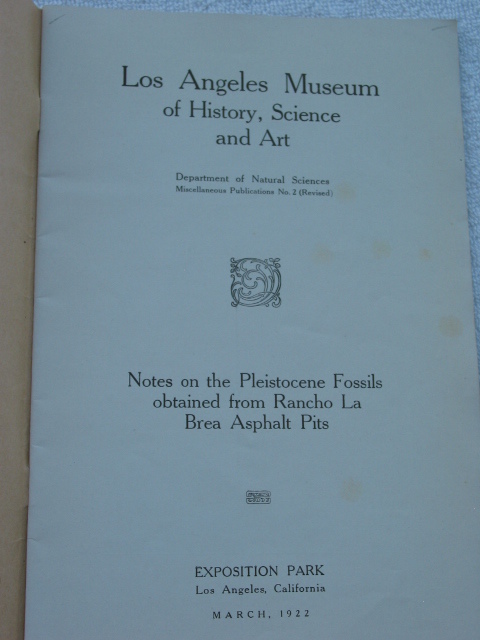 Los Angeles Museum
of History, Science
and Art
Department of Natural Sciences
Miscellaneous Publications No. 2 (Revised)
Notes on the Pleistocene Fossils
obtained from Rancho La
Brea Asphalt Pits
EXPOSITION PARK
Los Angeles, California
MARCH, 1922